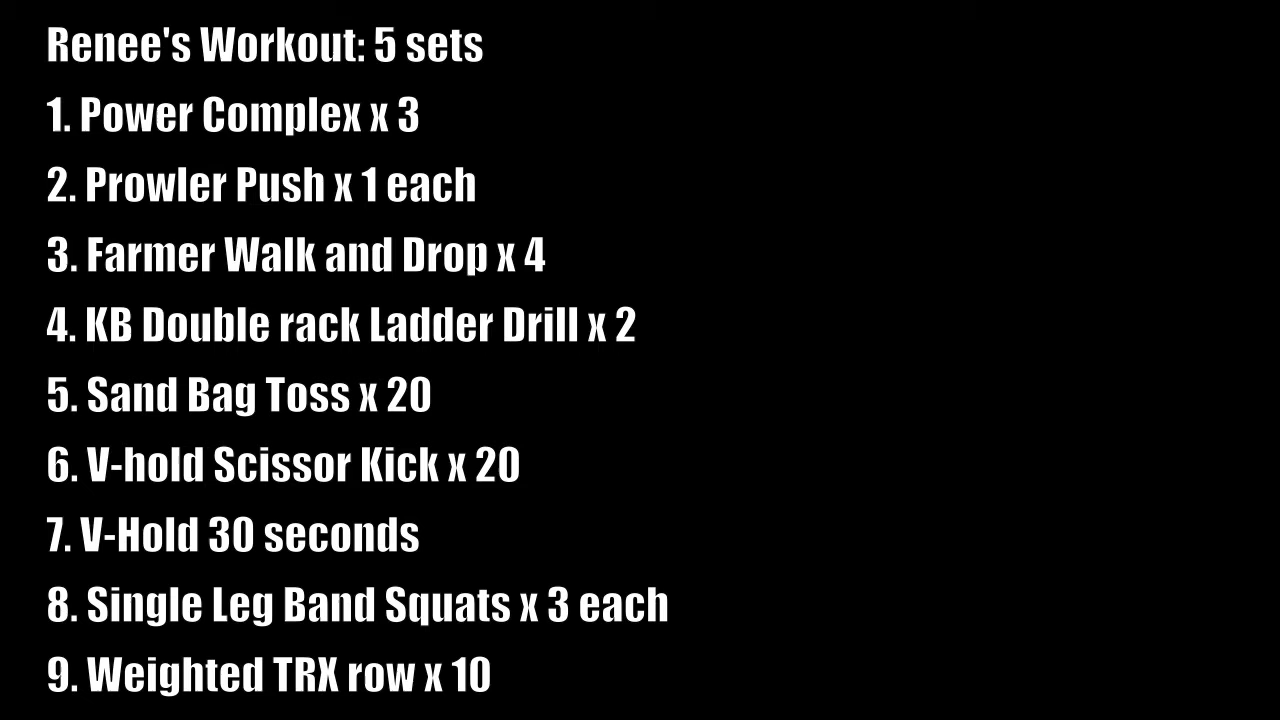 Renee's Workout: 5 sets
1. Power Complex x 3
2. Prowler Push x 1 each
3. Farmer Walk and Drop x 4
4. KB Double rack Ladder Drill x 2
5. Sand Bag Toss x 20
6. V-hold Scissor Kick x 20
7. V-Hold 30 seconds
8. Single Leg Band Squats x 3 each
9. Weighted TRX row x 10